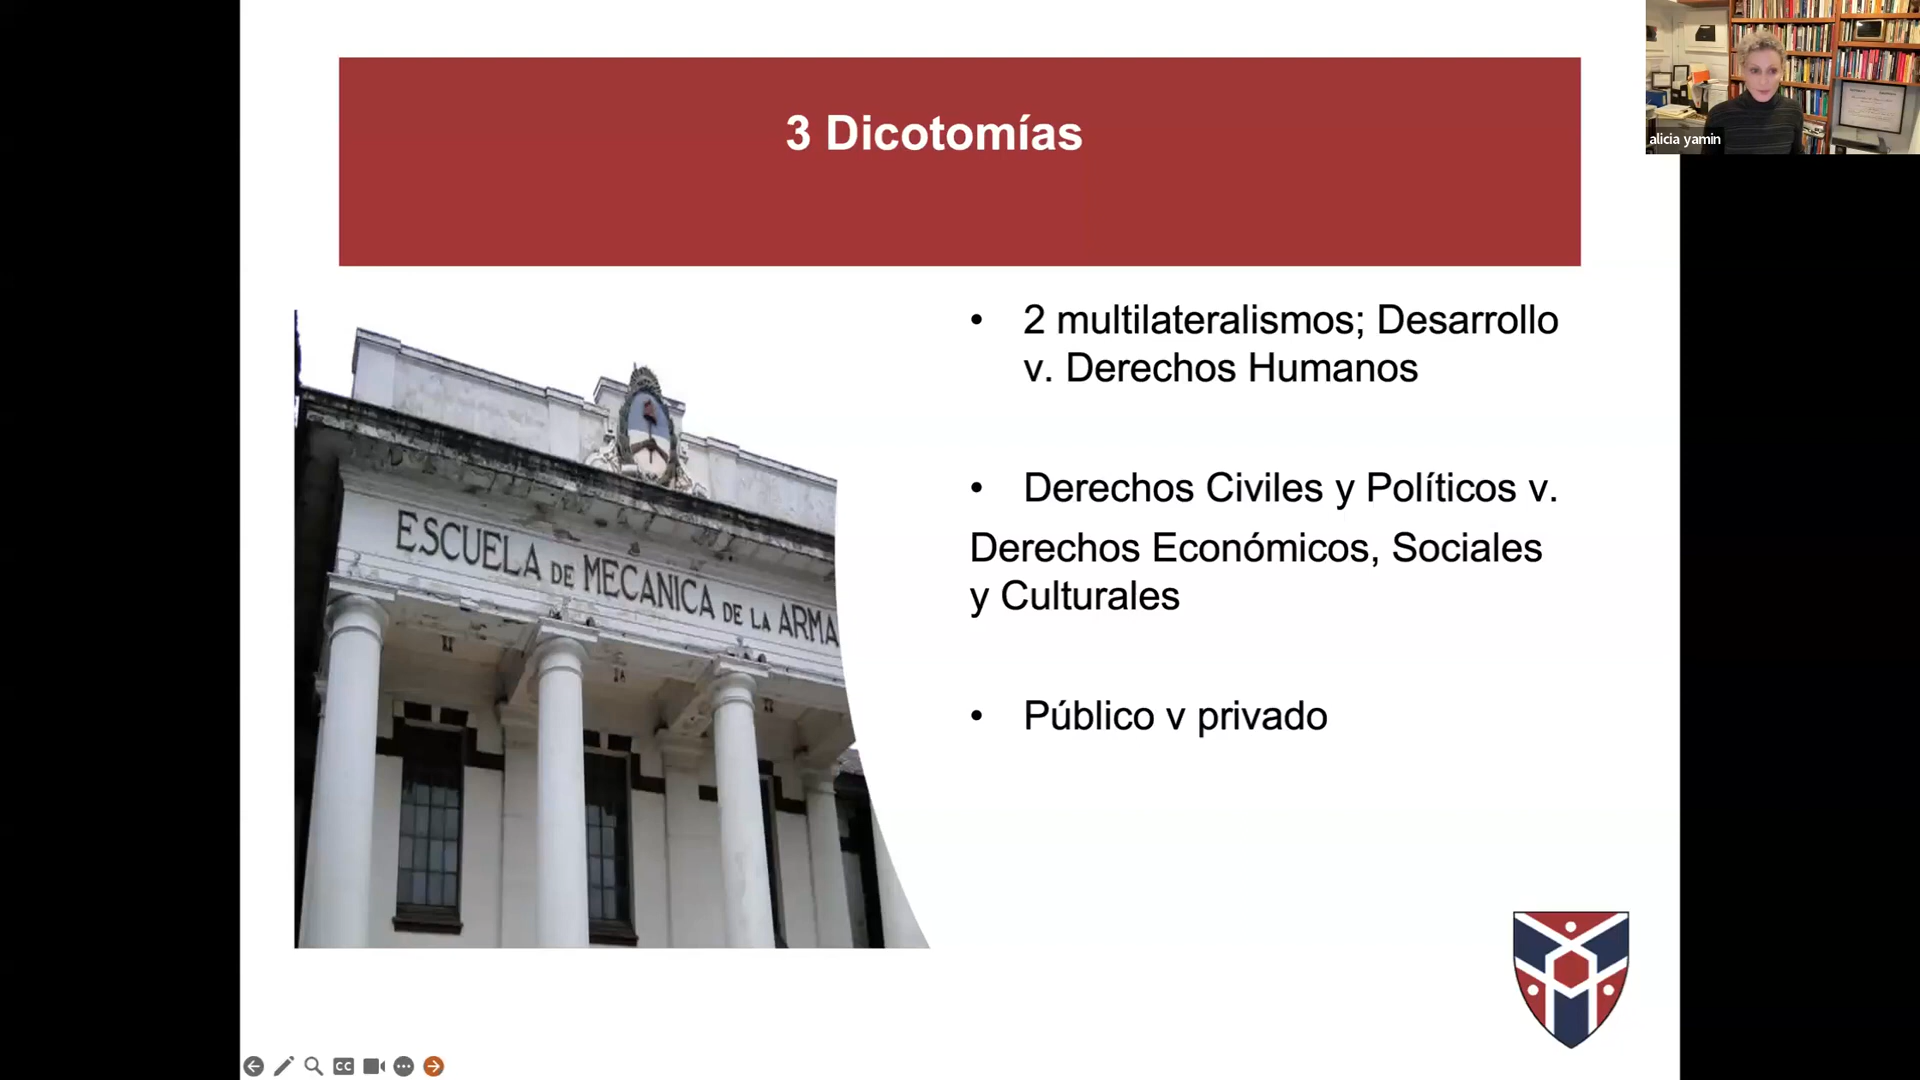 3 Dicotomías
alicia yamin
• 2 multilateralismos; Desarrollo
v. Derechos Humanos
• Derechos Civiles y Políticos v.
Derechos Económicos, Sociales
y Culturales
• Público v privado
ESCUELA DE MECANICA DE LA ARMA
CC